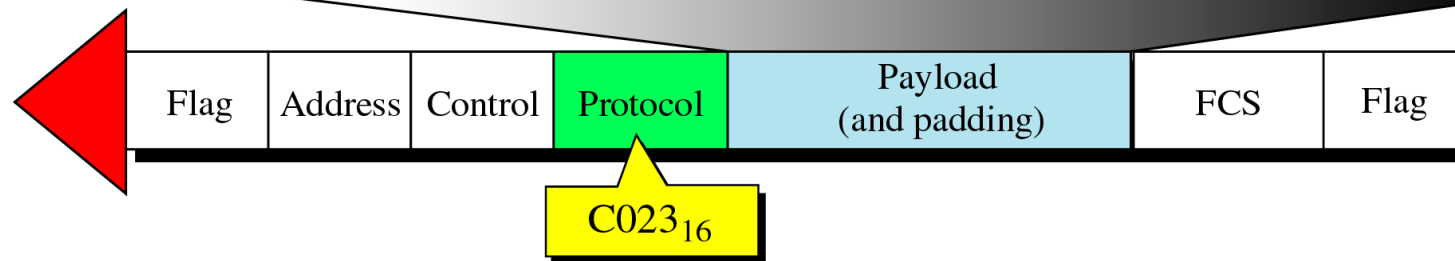 Flag
Address
Control
Protocol
Payload
(and padding)
FCS
Flag
C023₁₆